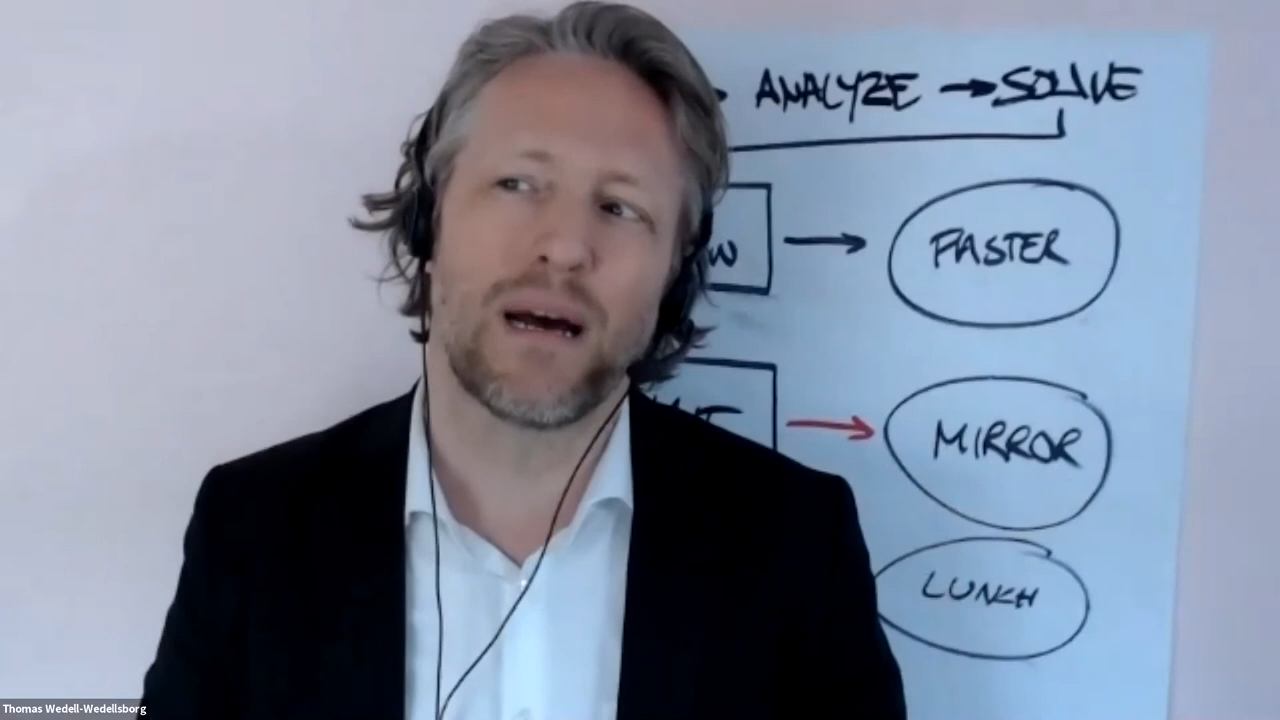 ANALYZE → SOLVE
FASTER
MIRROR
LUNCH
Thomas Wedell-Wedellsborg